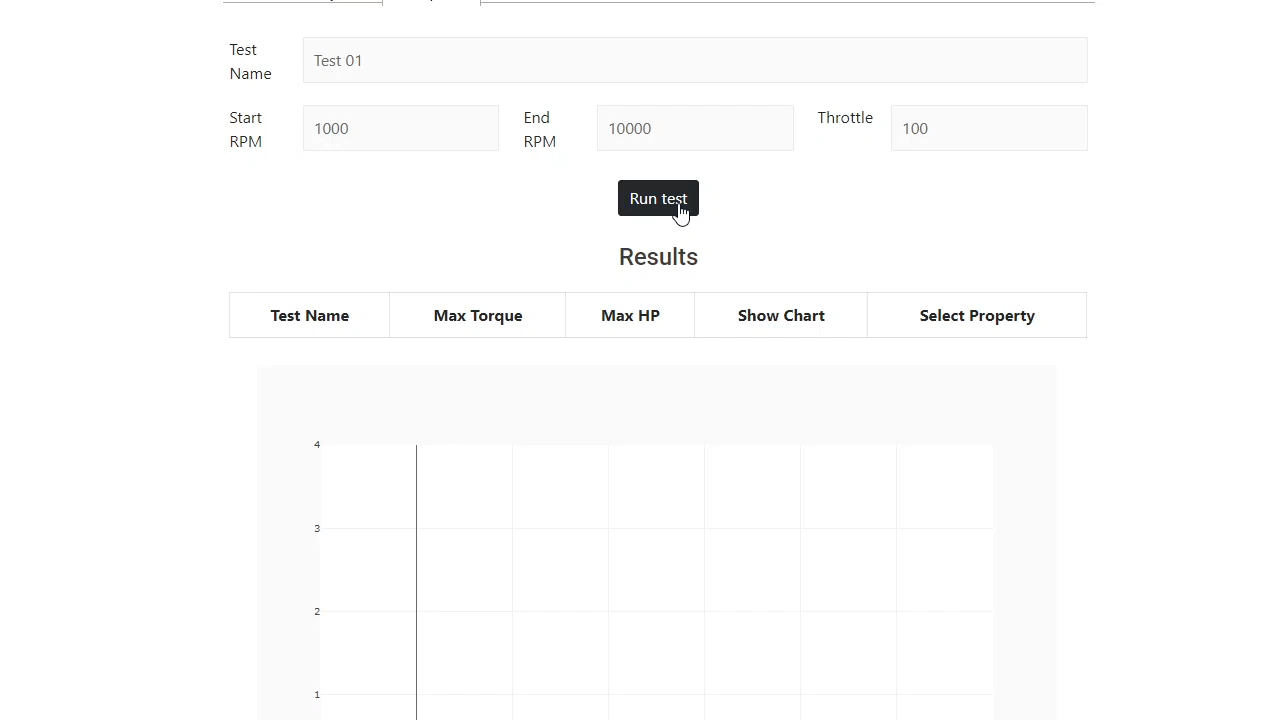 Test Name
Test 01
Start RPM
1000
End RPM
10000
Throttle
100
Run test
Results
Test Name Max Torque Max HP Show Chart Select Property
4
3
2
1